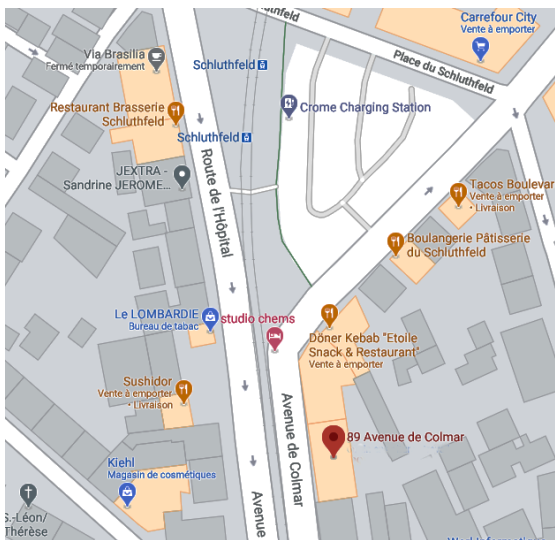 Carrefour City
Vente à emporter
Place du Schluthfeld
Via Brasilia
Fermé temporairement
Schluthfeld
Crome Charging Station
Restaurant Brasserie
Schluthfeld
Schluthfeld
JEXTRA -
Sandrine JEROME...
Route de l'Hôpital
Tacos Boulevar
Vente à emporter
• Livraison
Boulangerie Pâtisserie
du Schluthfeld
Le LOMBARDIE
Bureau de tabac
studio chems
Döner Kebab "Etoile
Snack & Restaurant"
Vente à emporter
Sushidor
Vente à emporter
• Livraison
Avenue de Colmar
89 Avenue de Colmar
Kiehl
Magasin de cosmétiques
Avenue
S.-Léon/
Thérèse